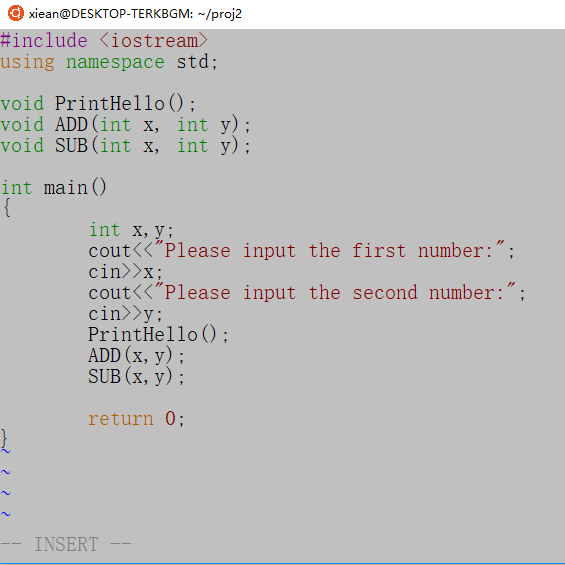 xiean@DESKTOP-TERKBGM: ~/proj2
#include <iostream>
using namespace std;

void PrintHello();
void ADD(int x, int y);
void SUB(int x, int y);

int main()
{
        int x,y;
        cout<<"Please input the first number:";
        cin>>x;
        cout<<"Please input the second number:";
        cin>>y;
        PrintHello();
        ADD(x,y);
        SUB(x,y);

        return 0;
}
~
~
~
~
-- INSERT --